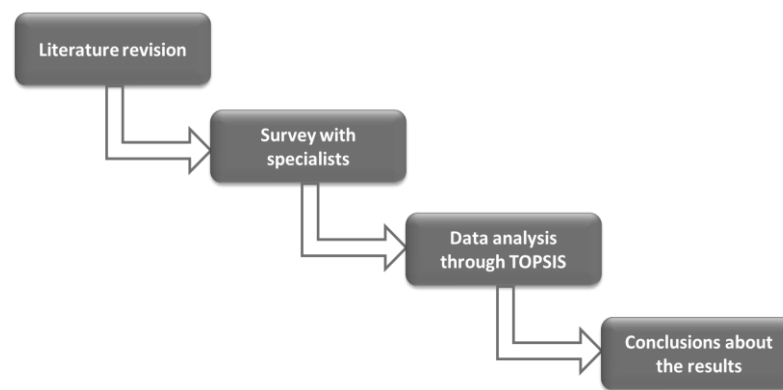 Literature revision
Survey with
specialists
Data analysis
through TOPSIS
Conclusions about
the results